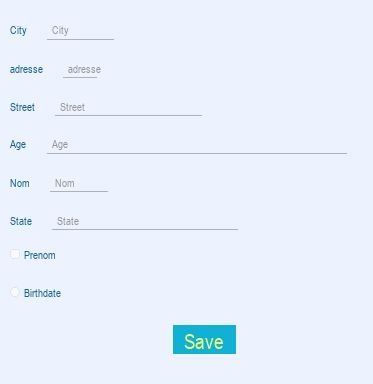 City City
adresse adresse
Street Street
Age Age
Nom Nom
State State
Prenom
Birthdate
Save